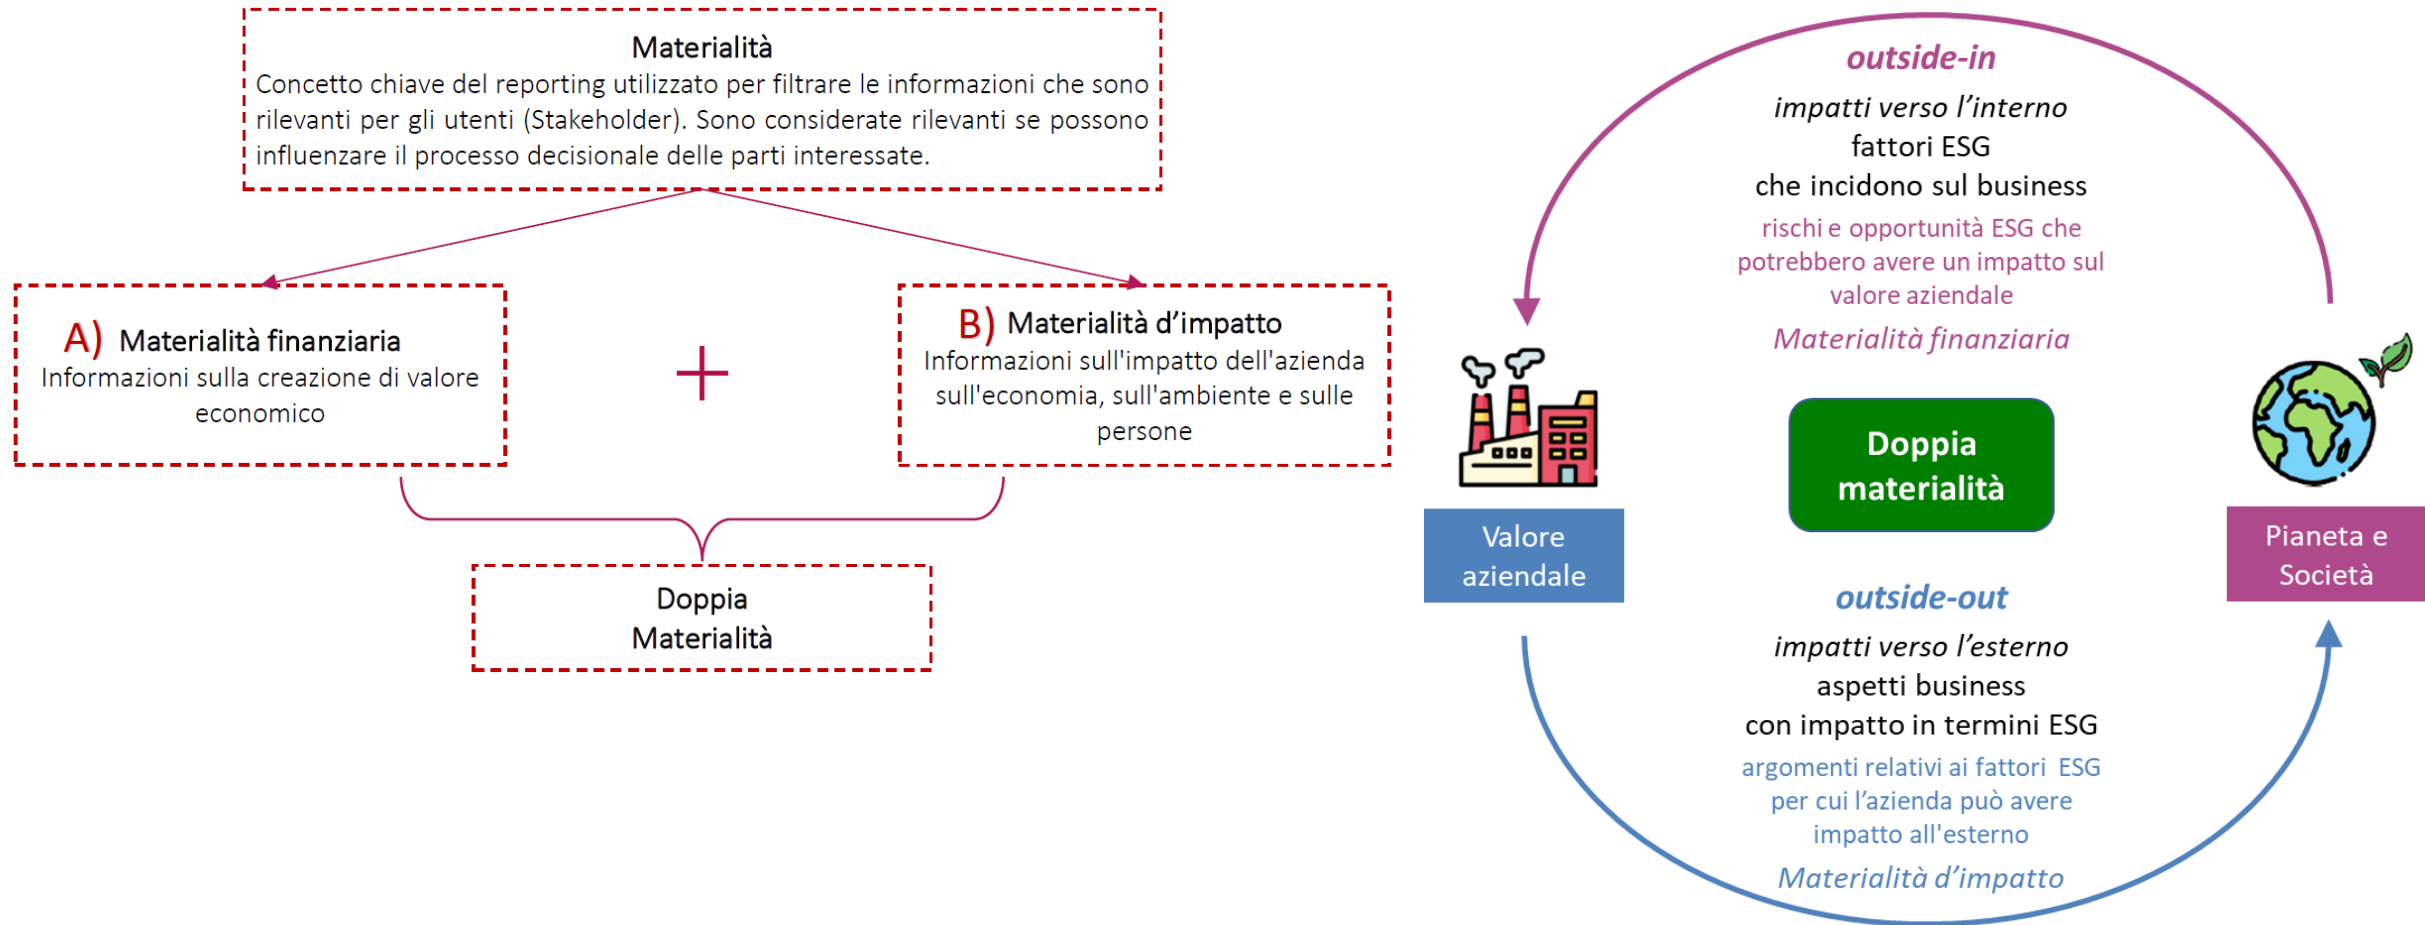 Materialità
Concetto chiave del reporting utilizzato per filtrare le informazioni che sono
rilevanti per gli utenti (Stakeholder). Sono considerate rilevanti se possono
influenzare il processo decisionale delle parti interessate.
A) Materialità finanziaria
Informazioni sulla creazione di valore
economico
+
B) Materialità d’impatto
Informazioni sull'impatto dell'azienda
sull'economia, sull'ambiente e sulle
persone
Doppia
Materialità
outside-in
impatti verso l’interno
fattori ESG
che incidono sul business
rischi e opportunità ESG che
potrebbero avere un impatto sul
valore aziendale
Materialità finanziaria
Doppia
materialità
Valore
aziendale
Pianeta e
Società
outside-out
impatti verso l’esterno
aspetti business
con impatto in termini ESG
argomenti relativi ai fattori ESG
per cui l’azienda può avere
impatto all'esterno
Materialità d’impatto